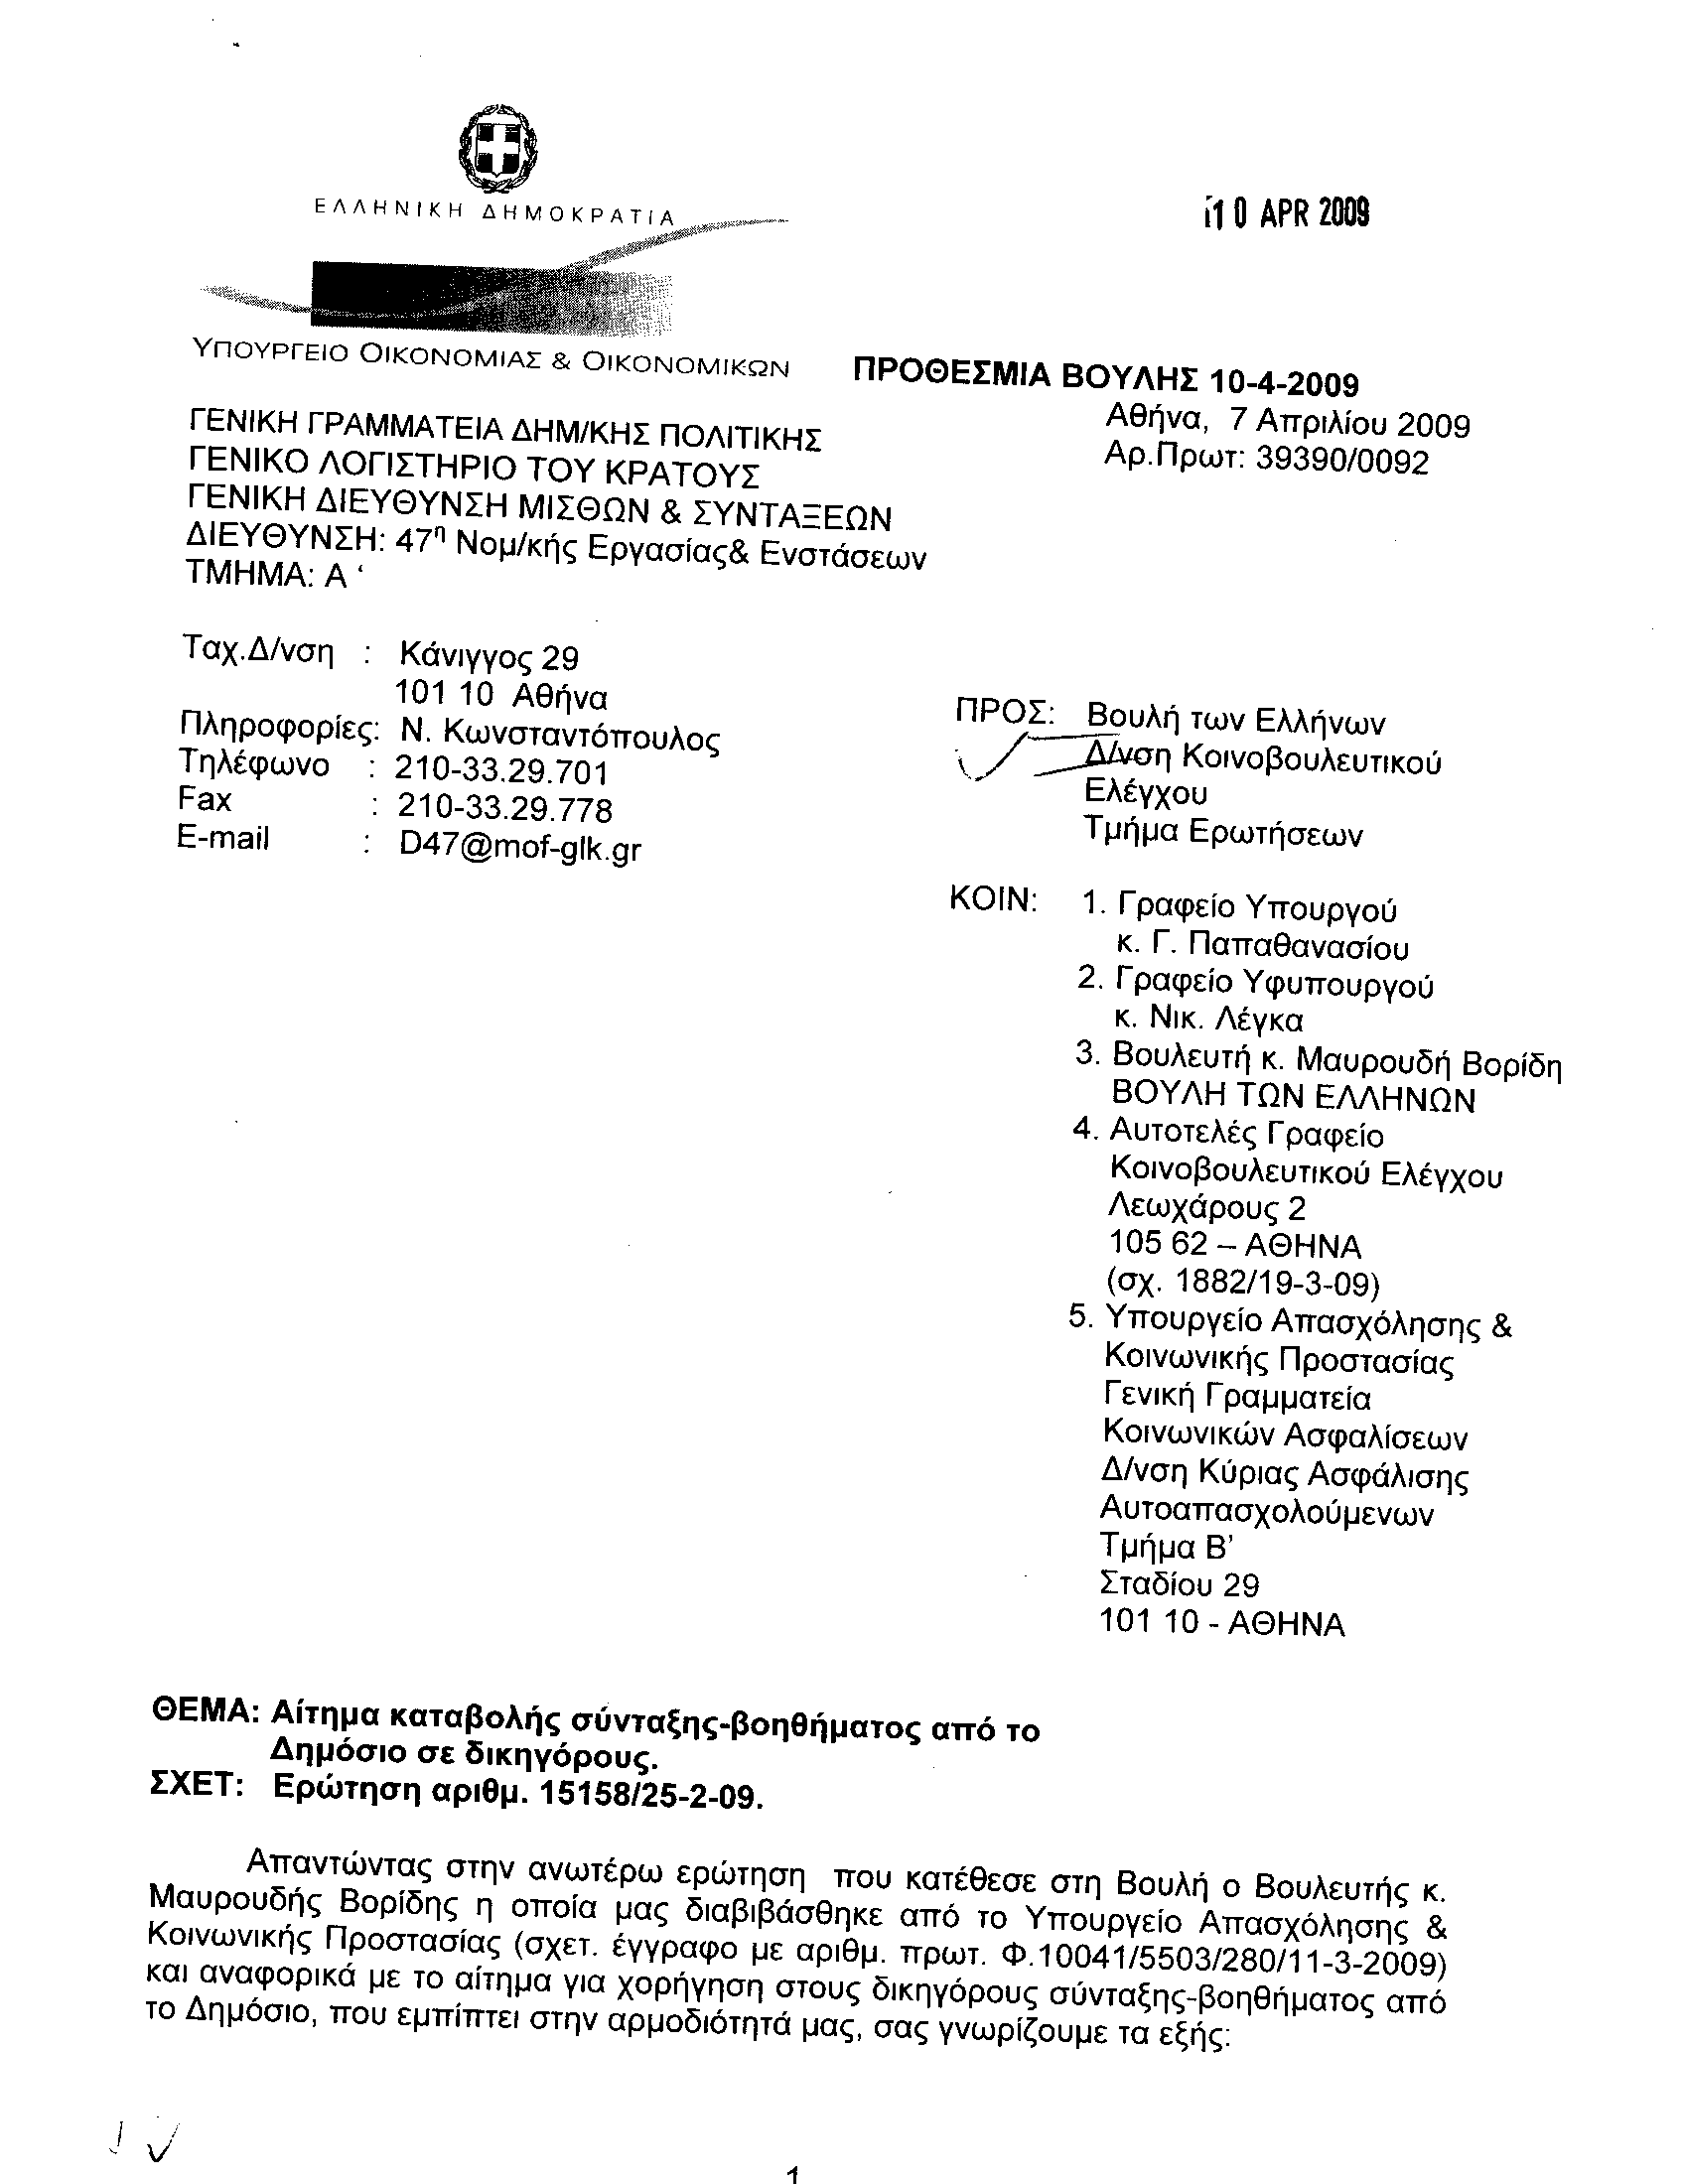 ΕΛΛΗΝΙΚΗ ΔΗΜΟΚΡΑΤΙΑ
10 APR 2009
ΥΠΟΥΡΓΕΙΟ ΟΙΚΟΝΟΜΙΑΣ & ΟΙΚΟΝΟΜΙΚΩΝ
ΠΡΟΘΕΣΜΙΑ ΒΟΥΛΗΣ 10-4-2009
Αθήνα, 7 Απριλίου 2009
Αρ.Πρωτ: 39390/0092
ΓΕΝΙΚΗ ΓΡΑΜΜΑΤΕΙΑ ΔΗΜ/ΚΗΣ ΠΟΛΙΤΙΚΗΣ
ΓΕΝΙΚΟ ΛΟΓΙΣΤΗΡΙΟ ΤΟΥ ΚΡΑΤΟΥΣ
ΓΕΝΙΚΗ ΔΙΕΥΘΥΝΣΗ ΜΙΣΘΩΝ & ΣΥΝΤΑΞΕΩΝ
ΔΙΕΥΘΥΝΣΗ: 47η Νομ/κής Εργασίας& Ενστάσεων
ΤΜΗΜΑ: Α ‘
Ταχ.Δ/νση : Κάνιγγος 29
101 10 Αθήνα
Πληροφορίες: Ν. Κωνσταντόπουλος
Τηλέφωνο : 210-33.29.701
Fax : 210-33.29.778
E-mail : D47@mof-glk.gr
ΠΡΟΣ: Βουλή των Ελλήνων
Δ/νση Κοινοβουλευτικού
Ελέγχου
Τμήμα Ερωτήσεων
ΚΟΙΝ: 1. Γραφείο Υπουργού
κ. Γ. Παπαθανασίου
2. Γραφείο Υφυπουργού
κ. Νικ. Λέγκα
3. Βουλευτή κ. Μαυρουδή Βορίδη
ΒΟΥΛΗ ΤΩΝ ΕΛΛΗΝΩΝ
4. Αυτοτελές Γραφείο
Κοινοβουλευτικού Ελέγχου
Λεωχάρους 2
105 62 – ΑΘΗΝΑ
(σχ. 1882/19-3-09)
5. Υπουργείο Απασχόλησης &
Κοινωνικής Προστασίας
Γενική Γραμματεία
Κοινωνικών Ασφαλίσεων
Δ/νση Κύριας Ασφάλισης
Αυτοαπασχολούμενων
Τμήμα Β’
Σταδίου 29
101 10 - ΑΘΗΝΑ
ΘΕΜΑ: Αίτημα καταβολής σύνταξης-βοηθήματος από το
Δημόσιο σε δικηγόρους.
ΣΧΕΤ: Ερώτηση αριθμ. 15158/25-2-09.
Απαντώντας στην ανωτέρω ερώτηση που κατέθεσε στη Βουλή ο Βουλευτής κ.
Μαυρουδής Βορίδης η οποία μας διαβιβάσθηκε από το Υπουργείο Απασχόλησης &
Κοινωνικής Προστασίας (σχετ. έγγραφο με αριθμ. πρωτ. Φ.10041/5503/280/11-3-2009)
και αναφορικά με το αίτημα για χορήγηση στους δικηγόρους σύνταξης-βοηθήματος από
το Δημόσιο, που εμπίπτει στην αρμοδιότητά μας, σας γνωρίζουμε τα εξής:
1